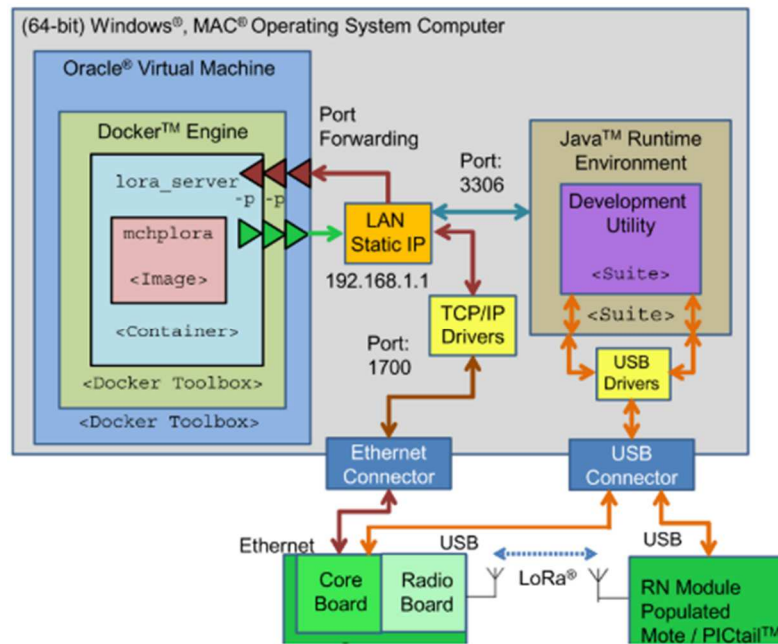 (64-bit) Windows®, MAC® Operating System Computer
Oracle® Virtual Machine
Docker™ Engine
lora_server
-p -p
mchplora
<Image>
<Container>
<Docker Toolbox>
<Docker Toolbox>
Port
Forwarding
LAN
Static IP
192.168.1.1
Port:
3306
Java™ Runtime
Environment
Development
Utility
<Suite>
<Suite>
TCP/IP
Drivers
Port:
1700
USB
Drivers
Ethernet
Connector
USB
Connector
Ethernet
USB
USB
LoRa®
Core
Board
Radio
Board
RN Module
Populated
Mote / PICtail™